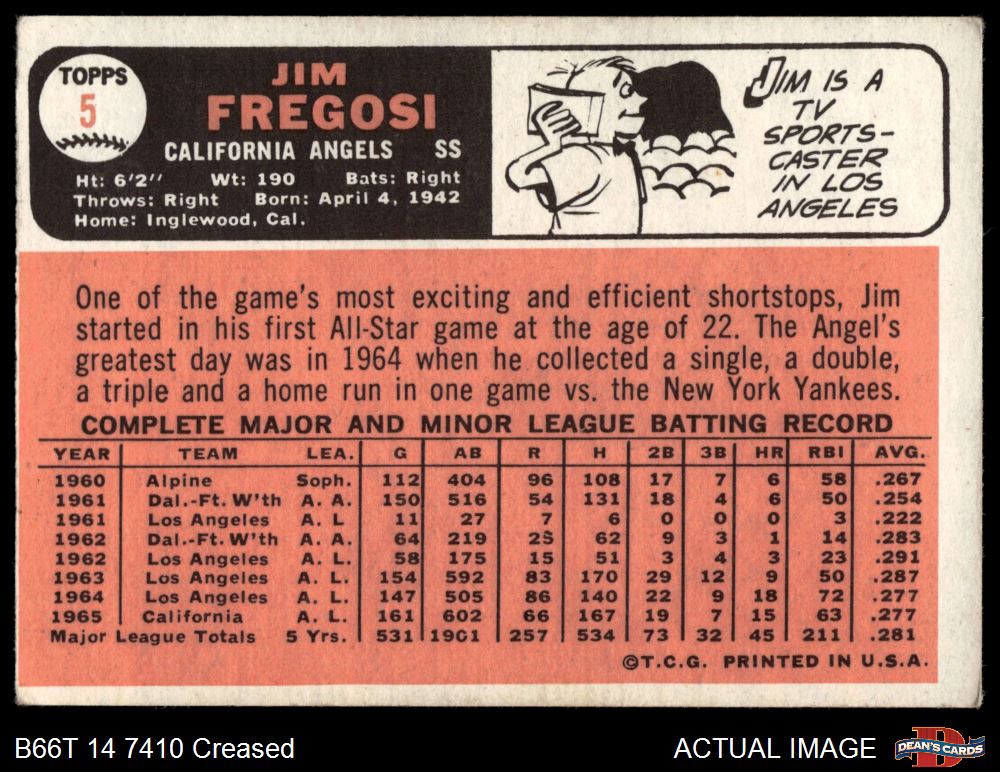 TOPPS
5
JIM
FREGOSI
CALIFORNIA ANGELS SS
Ht: 6'2'' Wt: 190 Bats: Right
Throws: Right Born: April 4, 1942
Home: Inglewood, Cal.
JIM IS A
TV
SPORTS-
CASTER
IN LOS
ANGELES
One of the game's most exciting and efficient shortstops, Jim
started in his first All-Star game at the age of 22. The Angel's
greatest day was in 1964 when he collected a single, a double,
a triple and a home run in one game vs. the New York Yankees.
COMPLETE MAJOR AND MINOR LEAGUE BATTING RECORD
YEAR TEAM LEA. G AB R H 2B 3B HR RBI AVG.
1960 Alpine Soph. 112 404 96 108 17 7 6 58 .267
1961 Dal.-Ft. W'th A. A. 150 516 54 131 18 4 6 50 .254
1961 Los Angeles A. L 11 27 7 6 0 0 0 3 .222
1962 Dal.-Ft. W'th A. A. 64 219 25 62 9 3 1 14 .283
1962 Los Angeles A. L. 58 175 15 51 3 4 3 23 .291
1963 Los Angeles A. L. 154 592 83 170 29 12 9 50 .287
1964 Los Angeles A. L. 147 505 86 140 22 9 18 72 .277
1965 California A. L. 161 602 66 167 19 7 15 63 .277
Major League Totals 5 Yrs. 531 1901 257 534 73 32 45 211 .281
©T.C.G. PRINTED IN U.S.A.
B66T 14 7410 Creased
ACTUAL IMAGE
DEAN'S CARDS